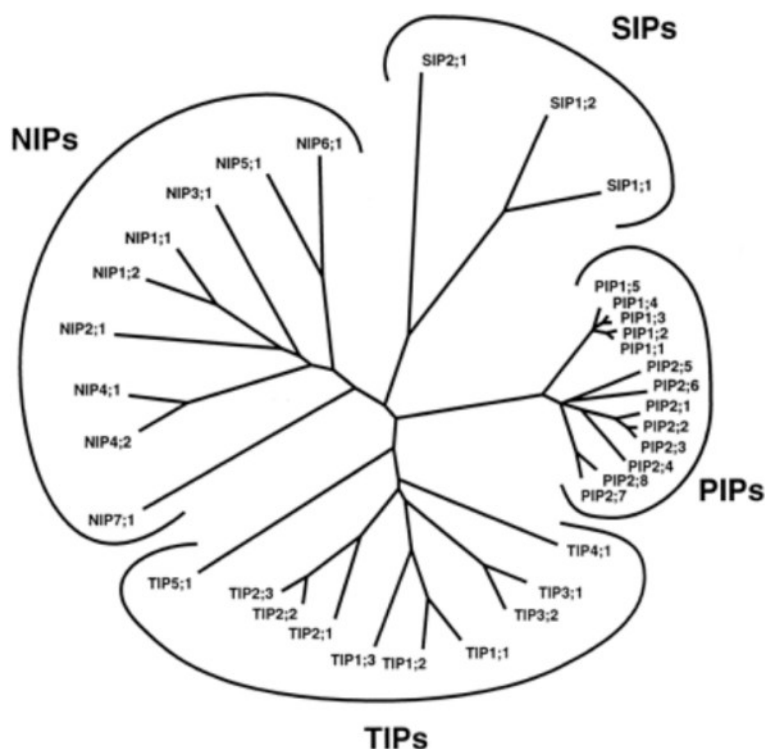 SIPs
SIP2;1
SIP1;2
SIP1;1
NIPs
NIP6;1
NIP5;1
NIP3;1
NIP1;1
NIP1;2
NIP2;1
NIP4;1
NIP4;2
NIP7;1
PIP1;5
PIP1;4
PIP1;3
PIP1;2
PIP1;1
PIP2;5
PIP2;6
PIP2;1
PIP2;2
PIP2;3
PIP2;4
PIP2;8
PIP2;7
PIPs
TIP5;1
TIP2;3
TIP2;2
TIP2;1
TIP1;3
TIP1;2
TIP1;1
TIP3;2
TIP3;1
TIP4;1
TIPs